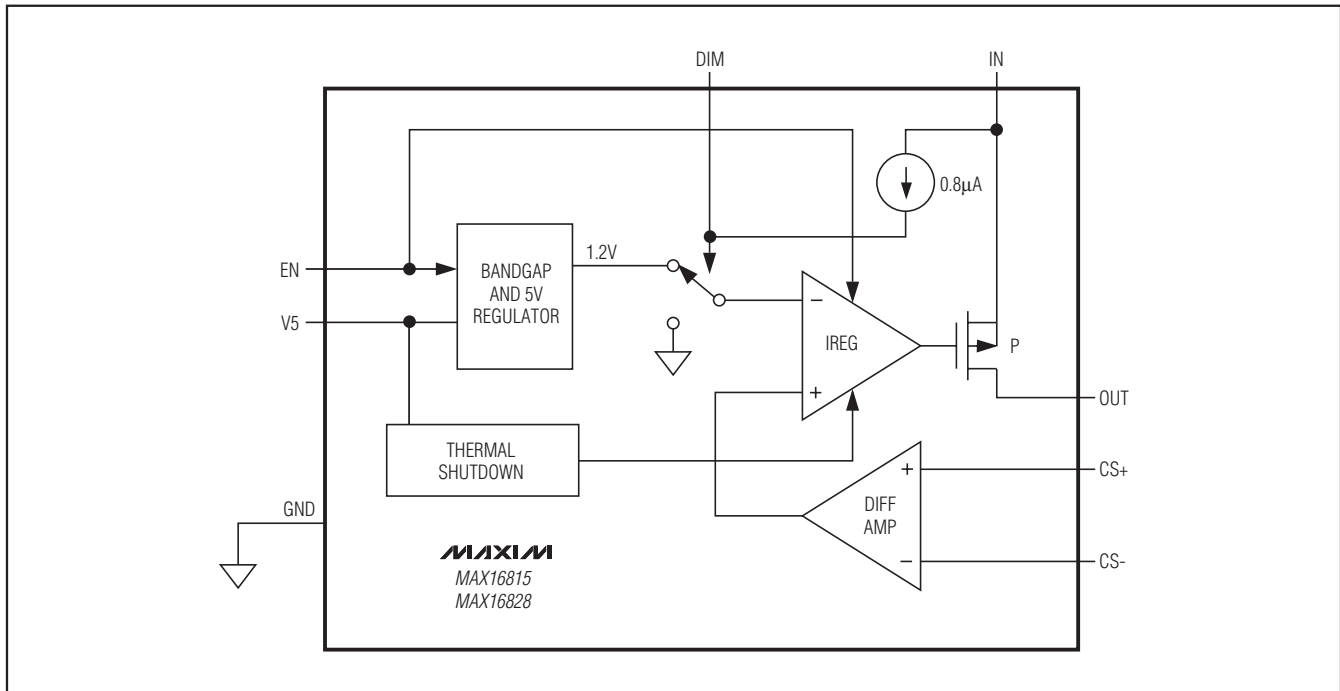 DIM
IN
0.8µA
EN
BANDGAP
AND 5V
REGULATOR
1.2V
V5
−
IREG
+
P
OUT
THERMAL
SHUTDOWN
+
CS+
DIFF
AMP
GND
−
CS-
MAXIM
MAX16815
MAX16828